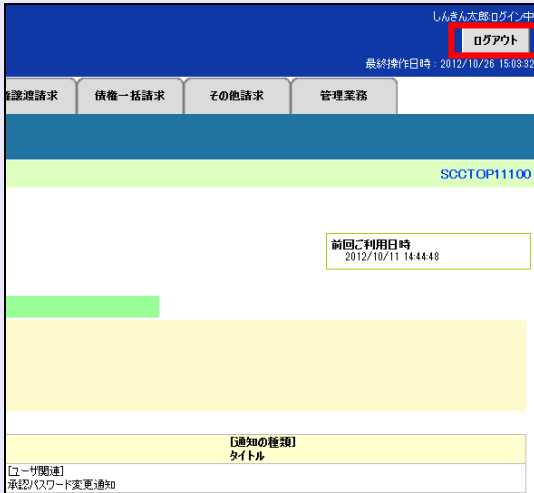 しんきん太郎ログイン中
ログアウト
最終操作日時：2012/10/26 15:03:32
譲渡請求
債権一括請求
その他請求
管理業務
SCCTOP11100
前回ご利用日時
2012/10/11 14:44:48
[通知の種類]
タイトル
[ユーザ関連]
承認パスワード変更通知